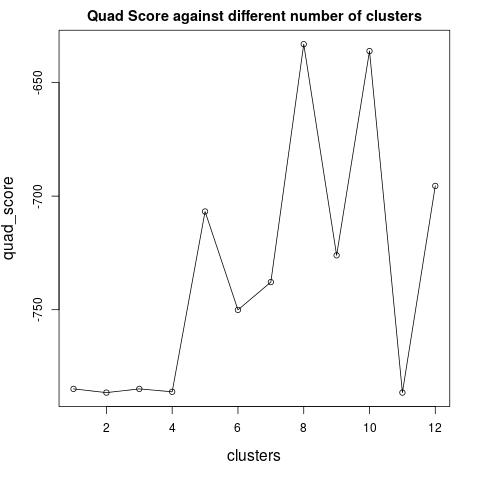 Quad Score against different number of clusters
quad_score
-650
-700
-750
2 4 6 8 10 12
clusters